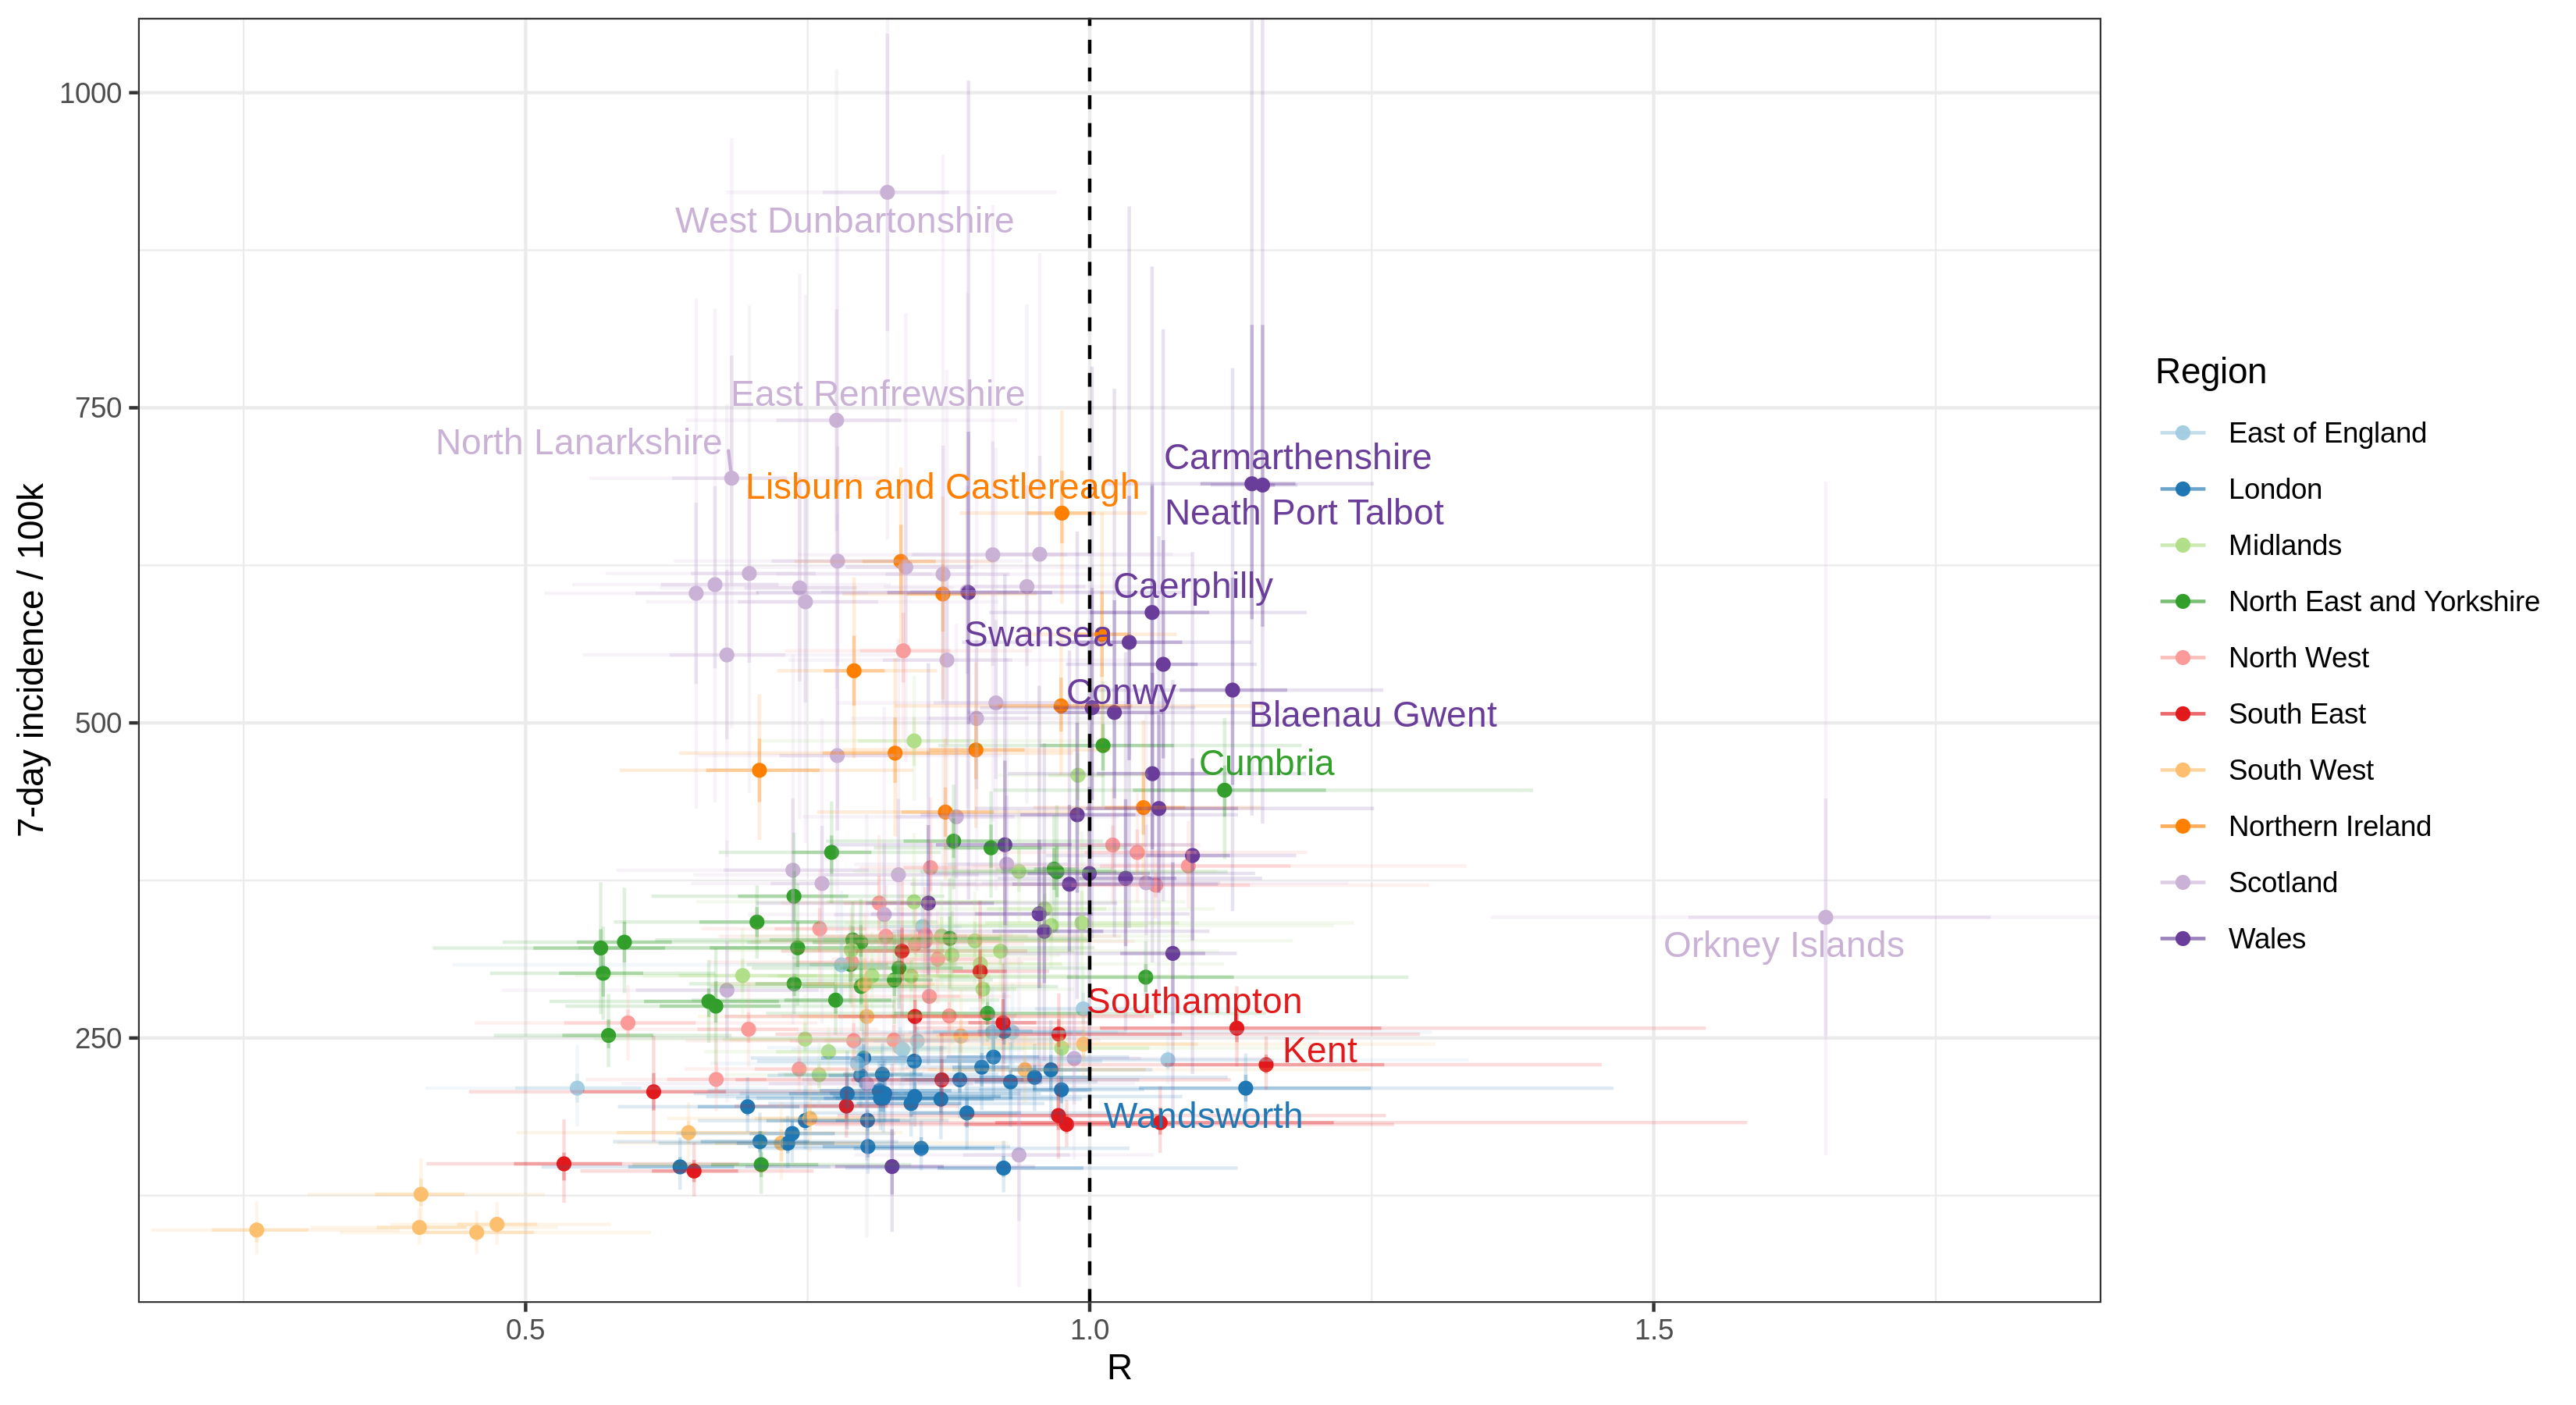 1000
750
500
250
7-day incidence / 100k
West Dunbartonshire
East Renfrewshire
North Lanarkshire
Lisburn and Castlereagh
Carmarthenshire
Neath Port Talbot
Caerphilly
Swansea
Conwy
Blaenau Gwent
Cumbria
Orkney Islands
Southampton
Kent
Wandsworth
0.5
1.0
1.5
R
Region
East of England
London
Midlands
North East and Yorkshire
North West
South East
South West
Northern Ireland
Scotland
Wales